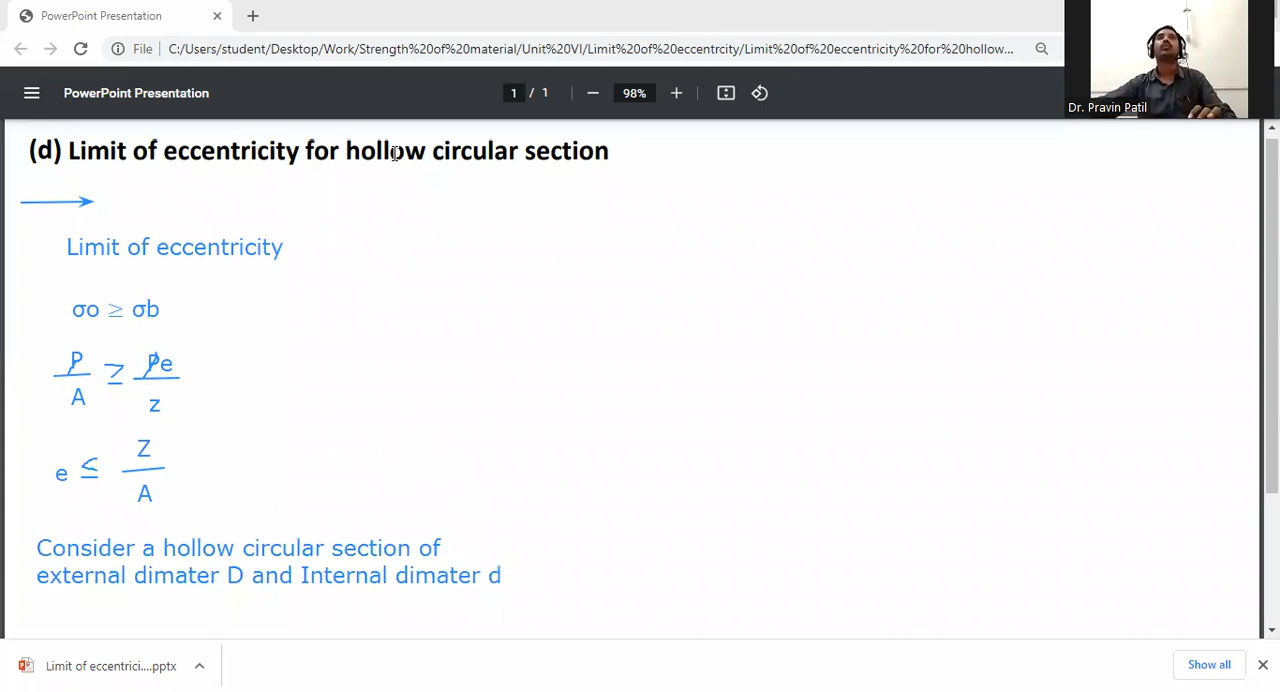 PowerPoint Presentation
File
C:/Users/student/Desktop/Work/Strength%20of%20material/Unit%20VI/Limit%20of%20eccentrcity/Limit%20of%20eccentricity%20for%20hollow...
PowerPoint Presentation
1 / 1
98%
Dr. Pravin Patil
(d) Limit of eccentricity for hollow circular section
Limit of eccentricity
σo ≥ σb
P/A ≥ Pe/z
e ≤ Z/A
Consider a hollow circular section of
external dimater D and Internal dimater d
Limit of eccentrici....pptx
Show all